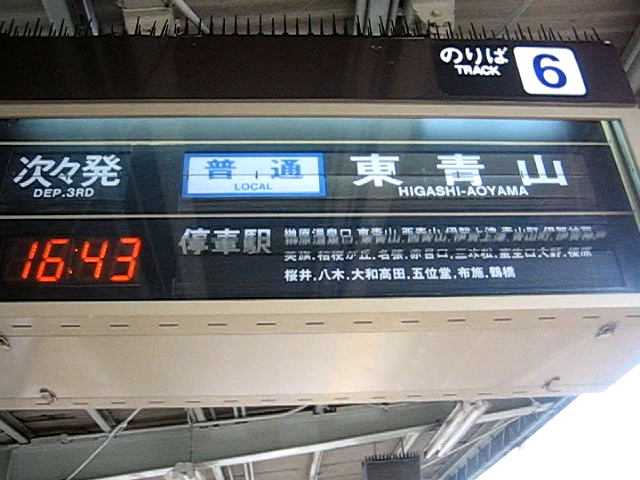 のりば 6
TRACK
次々発 普通 東青山
DEP.3RD LOCAL HIGASHI-AOYAMA
16:43 停車駅 榊原温泉口,東青山,西青山,伊賀上津,青山町,伊賀神戸
美旗,桔梗が丘,名張,赤目口,三本松,室生口大野,榛原
桜井,八木,大和高田,五位堂,布施,鶴橋